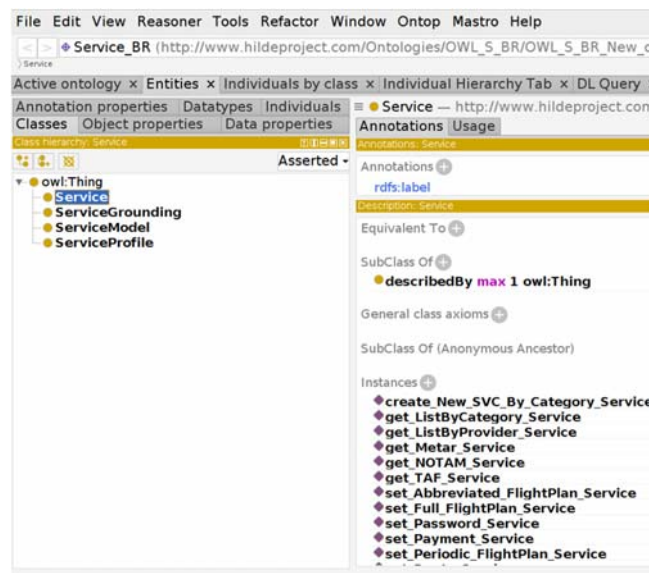 File Edit View Reasoner Tools Refactor Window Ontop Mastro Help
< > Service_BR (http://www.hildeproject.com/Ontologies/OWL_S_BR/OWL_S_BR_New_
Service
Active ontology × Entities × Individuals by class × Individual Hierarchy Tab × DL Query
Annotation properties Datatypes Individuals
Classes Object properties Data properties
Class hierarchy: Service
Asserted
owl:Thing
Service
ServiceGrounding
ServiceModel
ServiceProfile
Service — http://www.hildeproject.com
Annotations Usage
Annotations: Service
Annotations
rdfs:label
Description: Service
Equivalent To
SubClass Of
describedBy max 1 owl:Thing
General class axioms
SubClass Of (Anonymous Ancestor)
Instances
create_New_SVC_By_Category_Service
get_ListByCategory_Service
get_ListByProvider_Service
get_Metar_Service
get_NOTAM_Service
get_TAF_Service
set_Abbreviated_FlightPlan_Service
set_Full_FlightPlan_Service
set_Password_Service
set_Payment_Service
set_Periodic_FlightPlan_Service